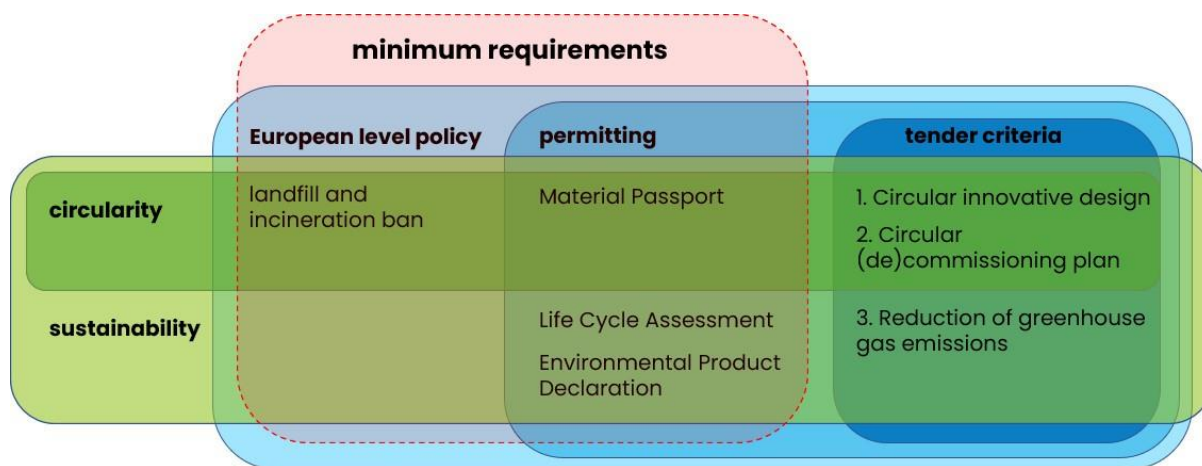 minimum requirements
European level policy
permitting
tender criteria
circularity
landfill and
incineration ban
Material Passport
1. Circular innovative design
2. Circular
(de)commissioning plan
sustainability
Life Cycle Assessment
Environmental Product
Declaration
3. Reduction of greenhouse
gas emissions